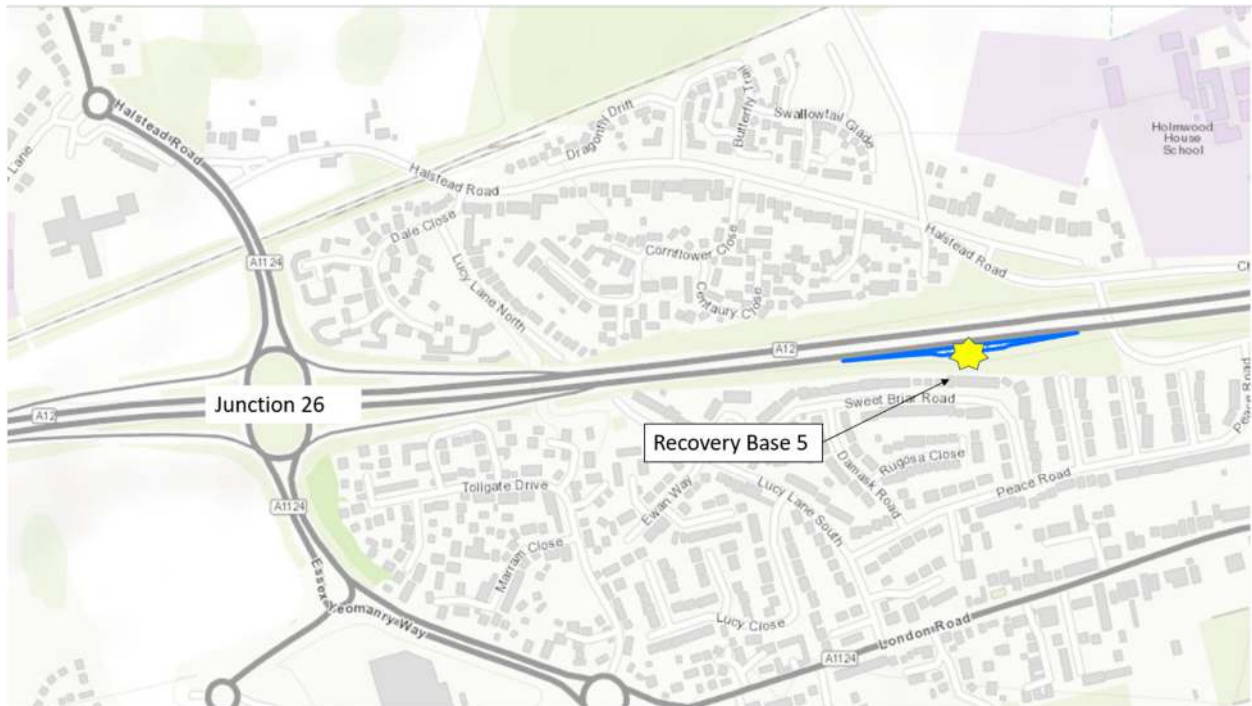 Halstead Road
Lane
Dragonfly Drift
Butterfly Trail
Swallowtail Glade
Holmwood
House
School
Halstead Road
Dale Close
Lucy Lane North
Cornflower Close
Centaury Close
Halstead Road
A1124
A12
Junction 26
A12
Recovery Base 5
Sweet Briar Road
Rugosa Close
Damask Road
Peace Road
Peace Road
Tollgate Drive
Ewan Way
Lucy Lane South
A1124
Marram Close
Essex Yeomanry Way
Lucy Close
London Road
A1124